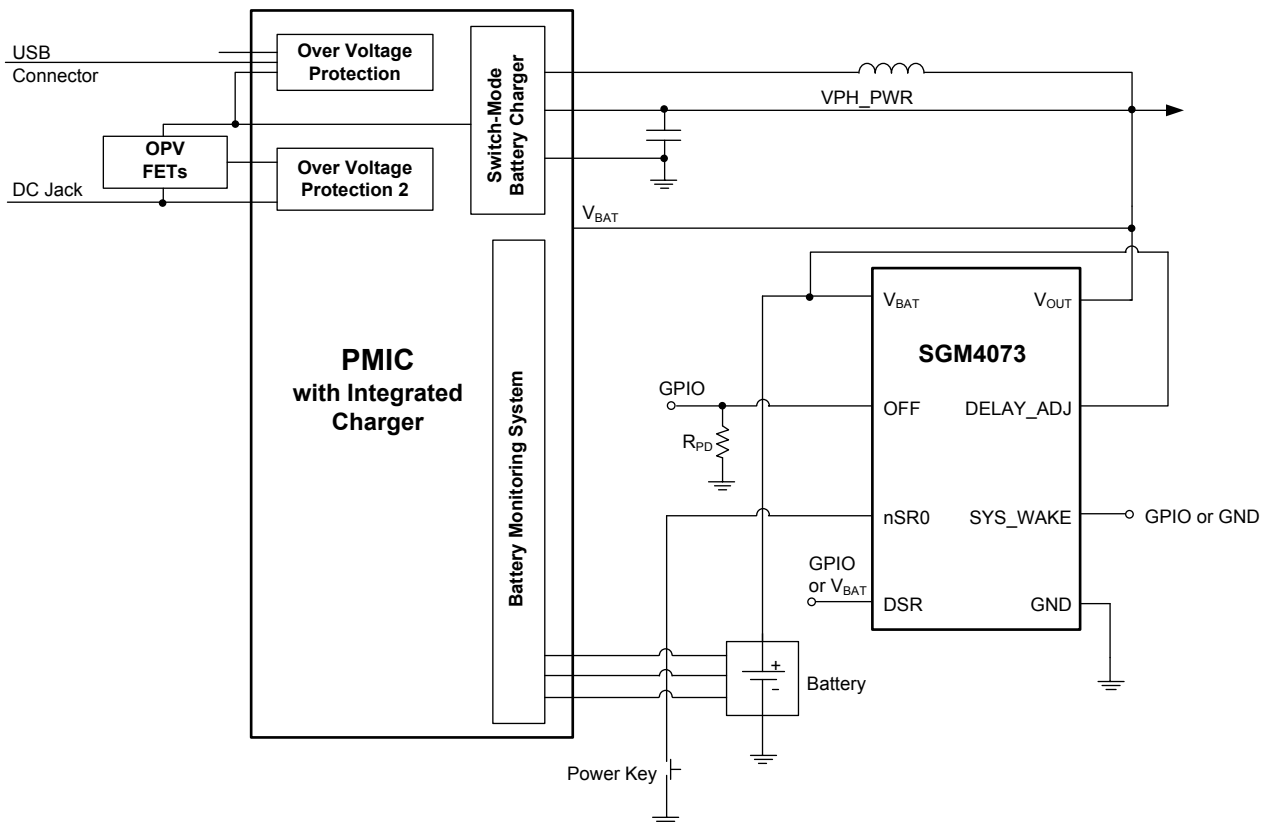 USB
Connector
Over Voltage
Protection
OPV
FETs
Over Voltage
Protection 2
DC Jack
Switch-Mode
Battery Charger
VPH_PWR
VBAT
PMIC
with Integrated
Charger
Battery Monitoring System
VBAT
VOUT
SGM4073
GPIO
OFF
DELAY_ADJ
RPD
nSR0
SYS_WAKE
GPIO or GND
GPIO
or VBAT
DSR
GND
+
-
Battery
Power Key